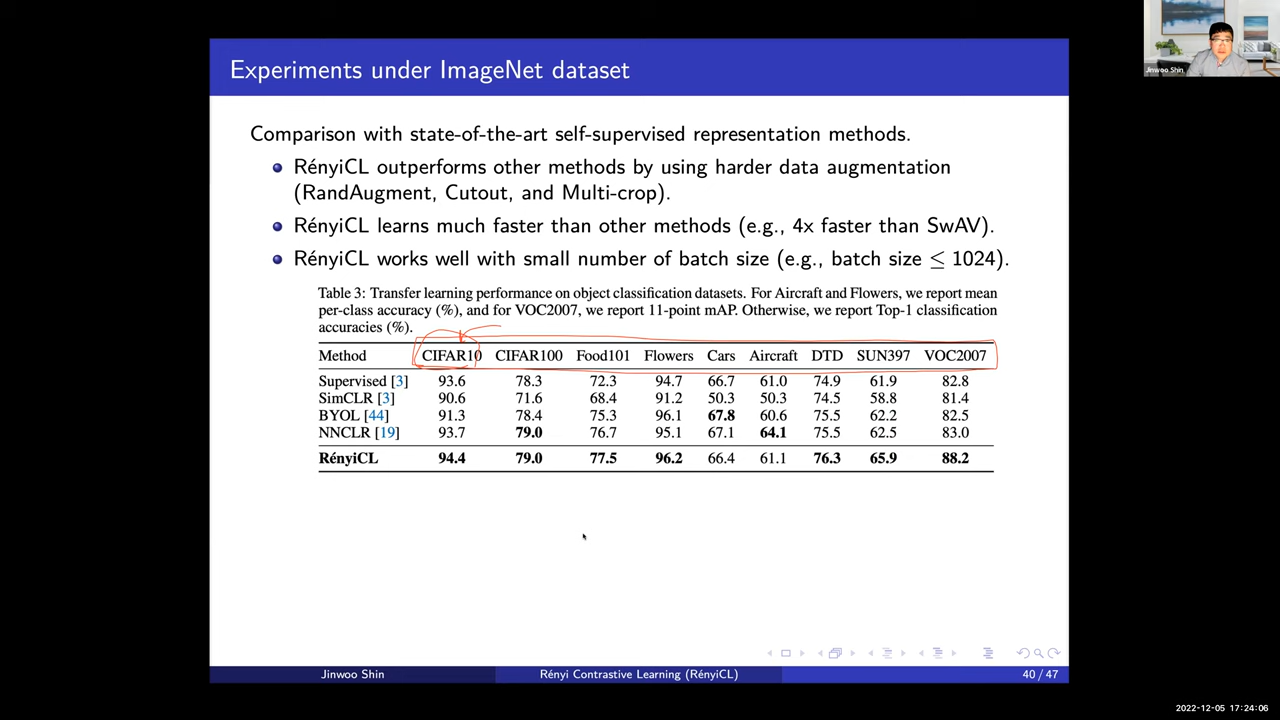 Jinwoo Shin
Experiments under ImageNet dataset
Comparison with state-of-the-art self-supervised representation methods.
RényiCL outperforms other methods by using harder data augmentation
(RandAugment, Cutout, and Multi-crop).
RényiCL learns much faster than other methods (e.g., 4x faster than SwAV).
RényiCL works well with small number of batch size (e.g., batch size ≤ 1024).
Table 3: Transfer learning performance on object classification datasets. For Aircraft and Flowers, we report mean
per-class accuracy (%), and for VOC2007, we report 11-point mAP. Otherwise, we report Top-1 classification
accuracies (%).
Method CIFAR10 CIFAR100 Food101 Flowers Cars Aircraft DTD SUN397 VOC2007
Supervised [3] 93.6 78.3 72.3 94.7 66.7 61.0 74.9 61.9 82.8
SimCLR [3] 90.6 71.6 68.4 91.2 50.3 50.3 74.5 58.8 81.4
BYOL [44] 91.3 78.4 75.3 96.1 67.8 60.6 75.5 62.2 82.5
NNCLR [19] 93.7 79.0 76.7 95.1 67.1 64.1 75.5 62.5 83.0
RényiCL 94.4 79.0 77.5 96.2 66.4 61.1 76.3 65.9 88.2
Jinwoo Shin Rényi Contrastive Learning (RényiCL) 40 / 47
2022-12-05 17:24:06